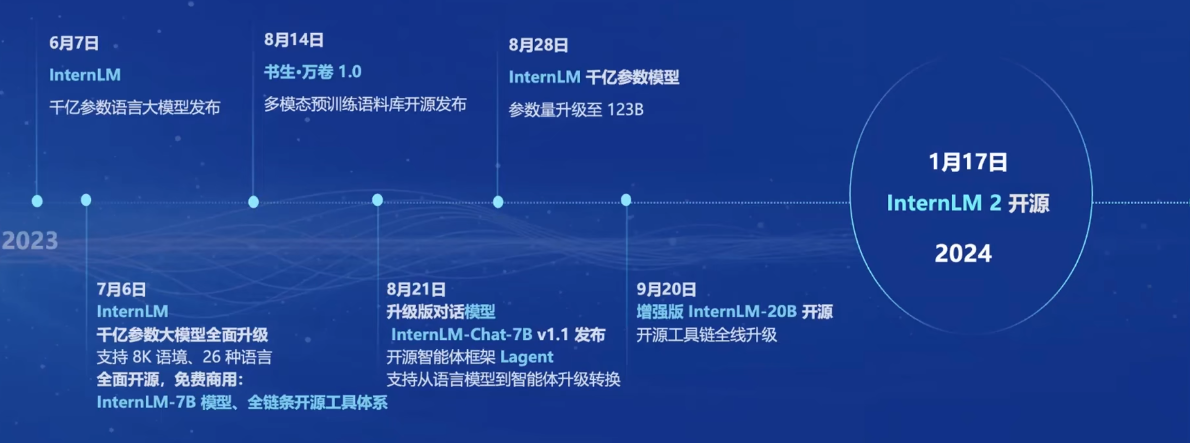 6月7日
InternLM
千亿参数语言大模型发布
8月14日
书生·万卷 1.0
多模态预训练语料库开源发布
8月28日
InternLM 千亿参数模型
参数量升级至 123B
1月17日
InternLM 2 开源
2024
2023
7月6日
InternLM
千亿参数大模型全面升级
支持 8K 语境、26 种语言
全面开源，免费商用：
InternLM-7B 模型、全链条开源工具体系
8月21日
升级版对话模型
InternLM-Chat-7B v1.1 发布
开源智能体框架 Lagent
支持从语言模型到智能体升级转换
9月20日
增强版 InternLM-20B 开源
开源工具链全线升级